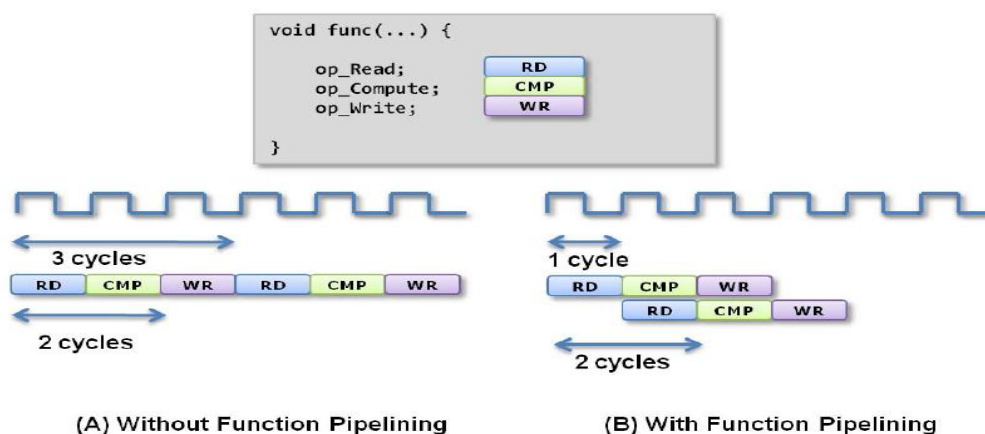 void func(...) {
op_Read;
RD
op_Compute;
CMP
op_Write;
WR
}
3 cycles
RD CMP WR RD CMP WR
2 cycles
(A) Without Function Pipelining
1 cycle
RD CMP WR
RD CMP WR
2 cycles
(B) With Function Pipelining